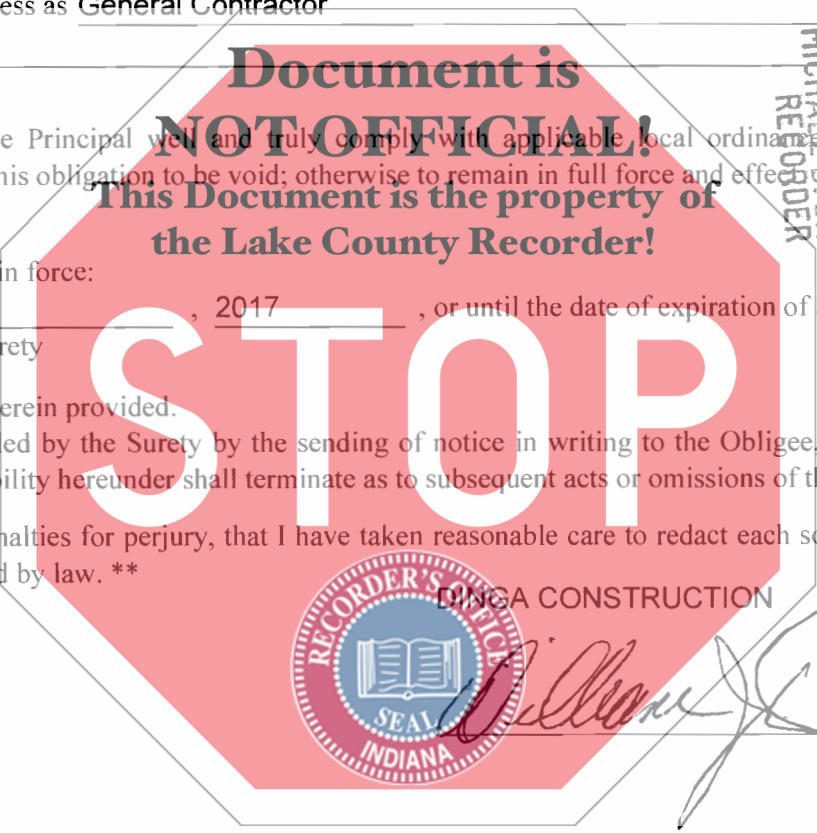 ess as General Contractor
Document is
NOT OFFICIAL!
e Principal well and truly comply with applicable local ordinance
his obligation to be void; otherwise to remain in full force and effect
This Document is the property of
the Lake County Recorder!
RECORDER
in force:
, 2017 , or until the date of expiration of
rety
STOP
erein provided.
led by the Surety by the sending of notice in writing to the Obligee,
bility hereunder shall terminate as to subsequent acts or omissions of th
nalties for perjury, that I have taken reasonable care to redact each so
d by law. **
DINGA CONSTRUCTION
RECORDER'S OFFICE
SEAL
INDIANA
William J